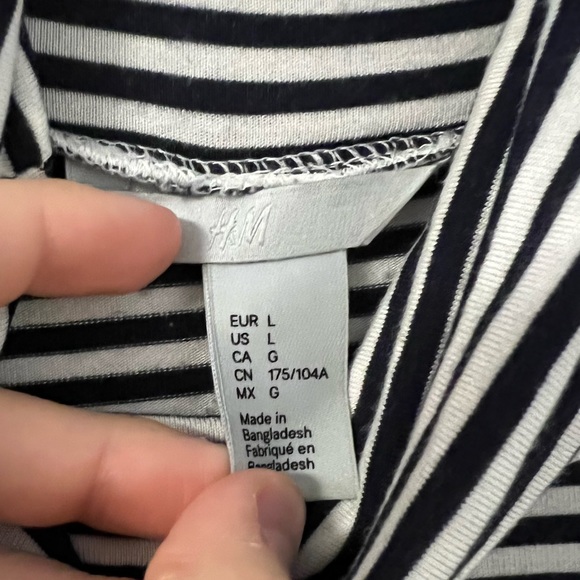 H&M
EUR L
US L
CA G
CN 175/104A
MX G
Made in
Bangladesh
Fabriqué en
Bangladesh